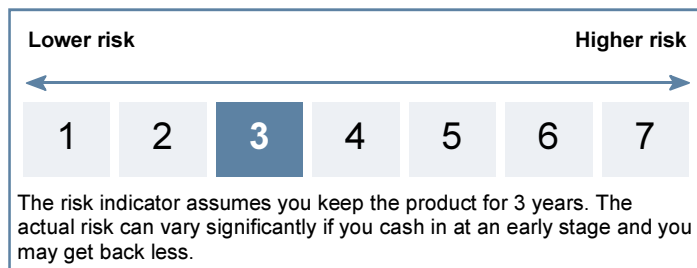 Lower risk Higher risk
1 2 3 4 5 6 7
The risk indicator assumes you keep the product for 3 years. The
actual risk can vary significantly if you cash in at an early stage and you
may get back less.